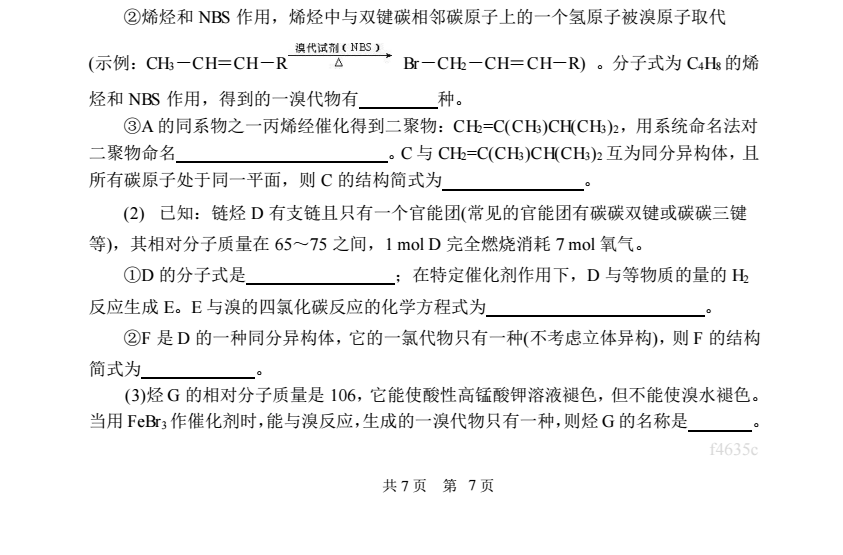 ②烯烃和 NBS 作用，烯烃中与双键碳相邻碳原子上的一个氢原子被溴原子取代
溴代试剂（NBS）
(示例：CH₃－CH＝CH－R △ Br－CH₂－CH＝CH－R) 。分子式为 C₄H₈ 的烯
烃和 NBS 作用，得到的一溴代物有________种。
③A 的同系物之一丙烯经催化得到二聚物：CH₂=C(CH₃)CH(CH₃)₂，用系统命名法对
二聚物命名____________________。C 与 CH₂=C(CH₃)CH(CH₃)₂ 互为同分异构体，且
所有碳原子处于同一平面，则 C 的结构简式为______________。
(2) 已知：链烃 D 有支链且只有一个官能团(常见的官能团有碳碳双键或碳碳三键
等)，其相对分子质量在 65～75 之间，1 mol D 完全燃烧消耗 7 mol 氧气。
①D 的分子式是______________；在特定催化剂作用下，D 与等物质的量的 H₂
反应生成 E。E 与溴的四氯化碳反应的化学方程式为______________________。
②F 是 D 的一种同分异构体，它的一氯代物只有一种(不考虑立体异构)，则 F 的结构
简式为____________。
(3)烃 G 的相对分子质量是 106，它能使酸性高锰酸钾溶液褪色，但不能使溴水褪色。
当用 FeBr₃ 作催化剂时，能与溴反应，生成的一溴代物只有一种，则烃 G 的名称是______。
f4635c
共 7 页 第 7 页